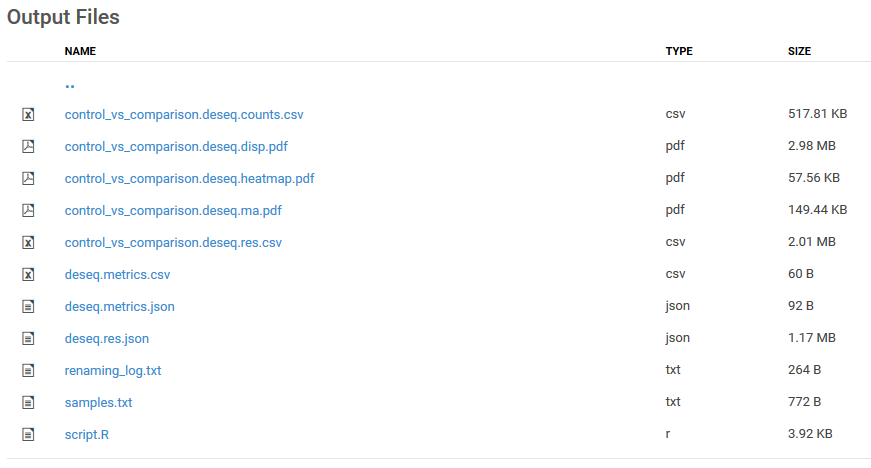 Output Files
NAME TYPE SIZE
..
control_vs_comparison.deseq.counts.csv csv 517.81 KB
control_vs_comparison.deseq.disp.pdf pdf 2.98 MB
control_vs_comparison.deseq.heatmap.pdf pdf 57.56 KB
control_vs_comparison.deseq.ma.pdf pdf 149.44 KB
control_vs_comparison.deseq.res.csv csv 2.01 MB
deseq.metrics.csv csv 60 B
deseq.metrics.json json 92 B
deseq.res.json json 1.17 MB
renaming_log.txt txt 264 B
samples.txt txt 772 B
script.R r 3.92 KB